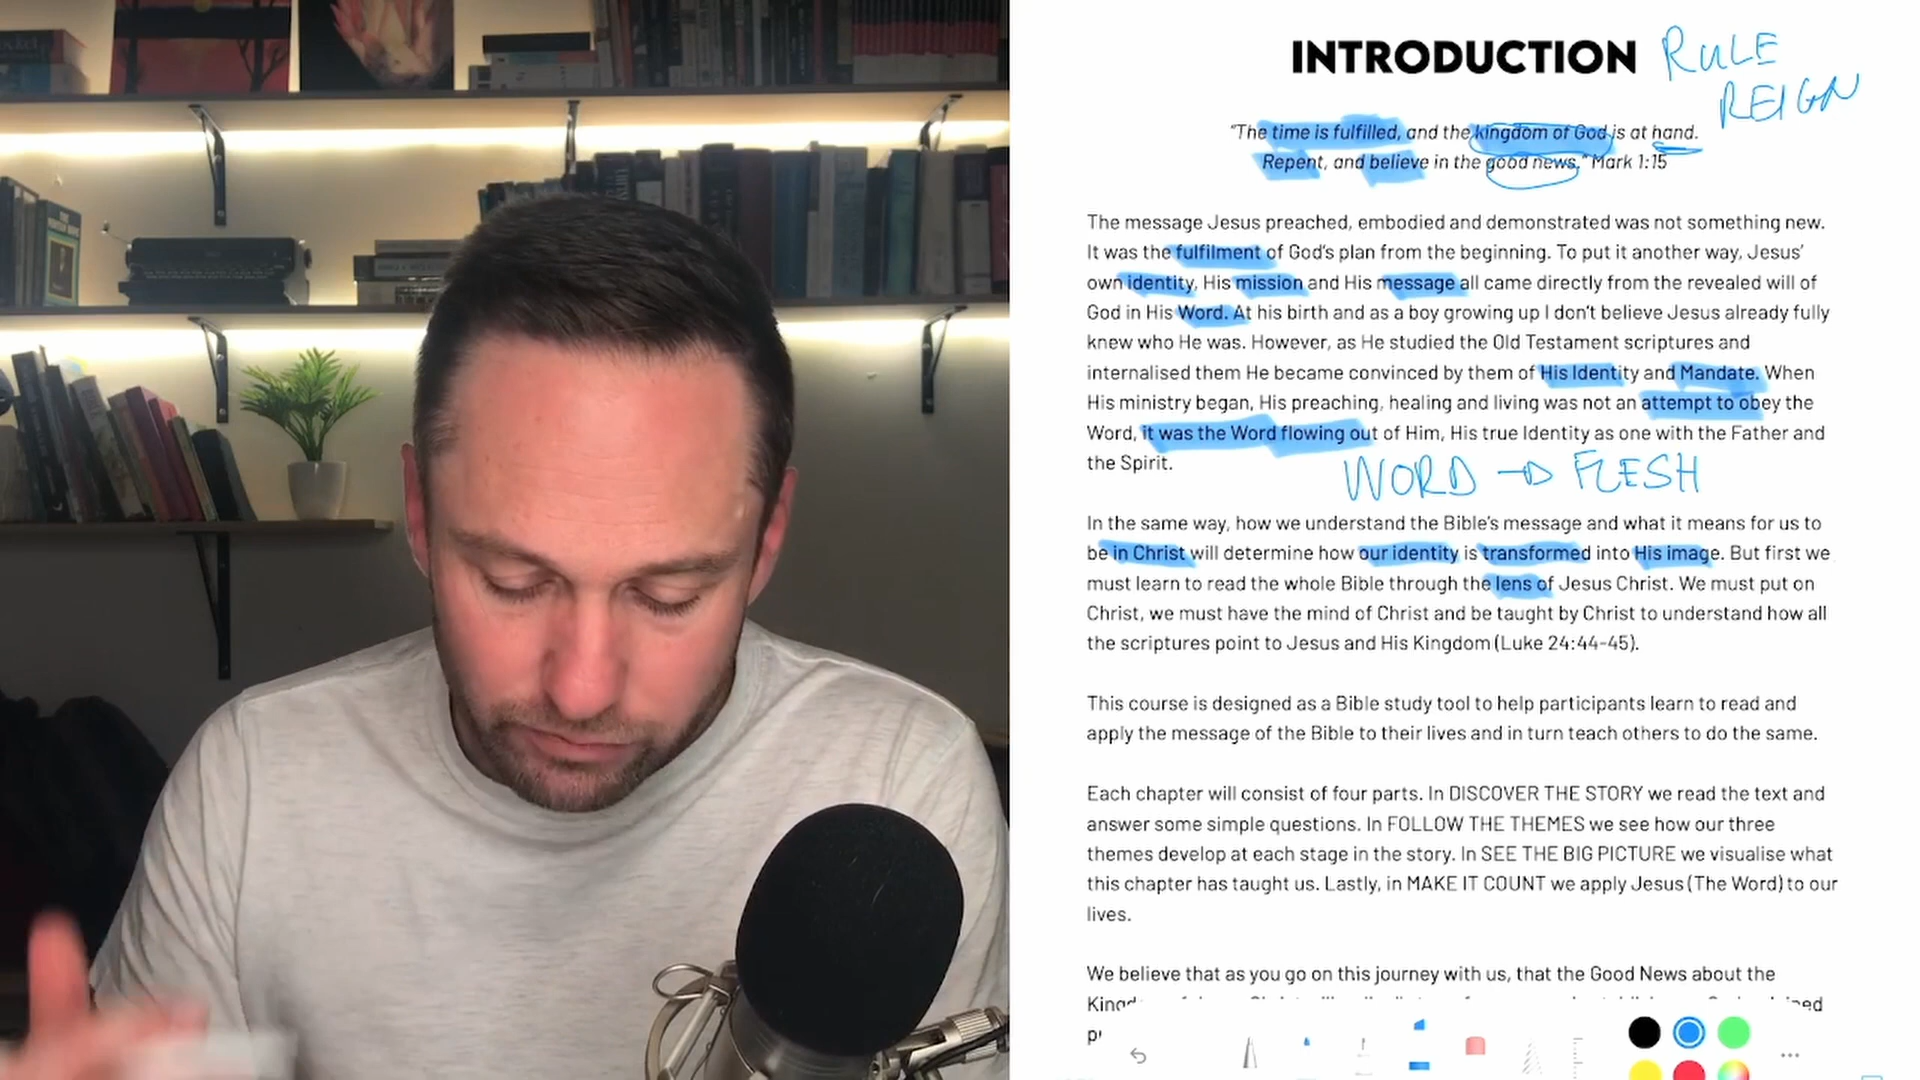 INTRODUCTION RULE
REIGN
"The time is fulfilled, and the kingdom of God is at hand.
Repent, and believe in the good news." Mark 1:15
The message Jesus preached, embodied and demonstrated was not something new.
It was the fulfilment of God's plan from the beginning. To put it another way, Jesus'
own identity, His mission and His message all came directly from the revealed will of
God in His Word. At his birth and as a boy growing up I don't believe Jesus already fully
knew who He was. However, as He studied the Old Testament scriptures and
internalised them He became convinced by them of His Identity and Mandate. When
His ministry began, His preaching, healing and living was not an attempt to obey the
Word, it was the Word flowing out of Him, His true Identity as one with the Father and
the Spirit.
WORD → FLESH
In the same way, how we understand the Bible's message and what it means for us to
be in Christ will determine how our identity is transformed into His image. But first we
must learn to read the whole Bible through the lens of Jesus Christ. We must put on
Christ, we must have the mind of Christ and be taught by Christ to understand how all
the scriptures point to Jesus and His Kingdom (Luke 24:44-45).
This course is designed as a Bible study tool to help participants learn to read and
apply the message of the Bible to their lives and in turn teach others to do the same.
Each chapter will consist of four parts. In DISCOVER THE STORY we read the text and
answer some simple questions. In FOLLOW THE THEMES we see how our three
themes develop at each stage in the story. In SEE THE BIG PICTURE we visualise what
this chapter has taught us. Lastly, in MAKE IT COUNT we apply Jesus (The Word) to our
lives.
We believe that as you go on this journey with us, that the Good News about the